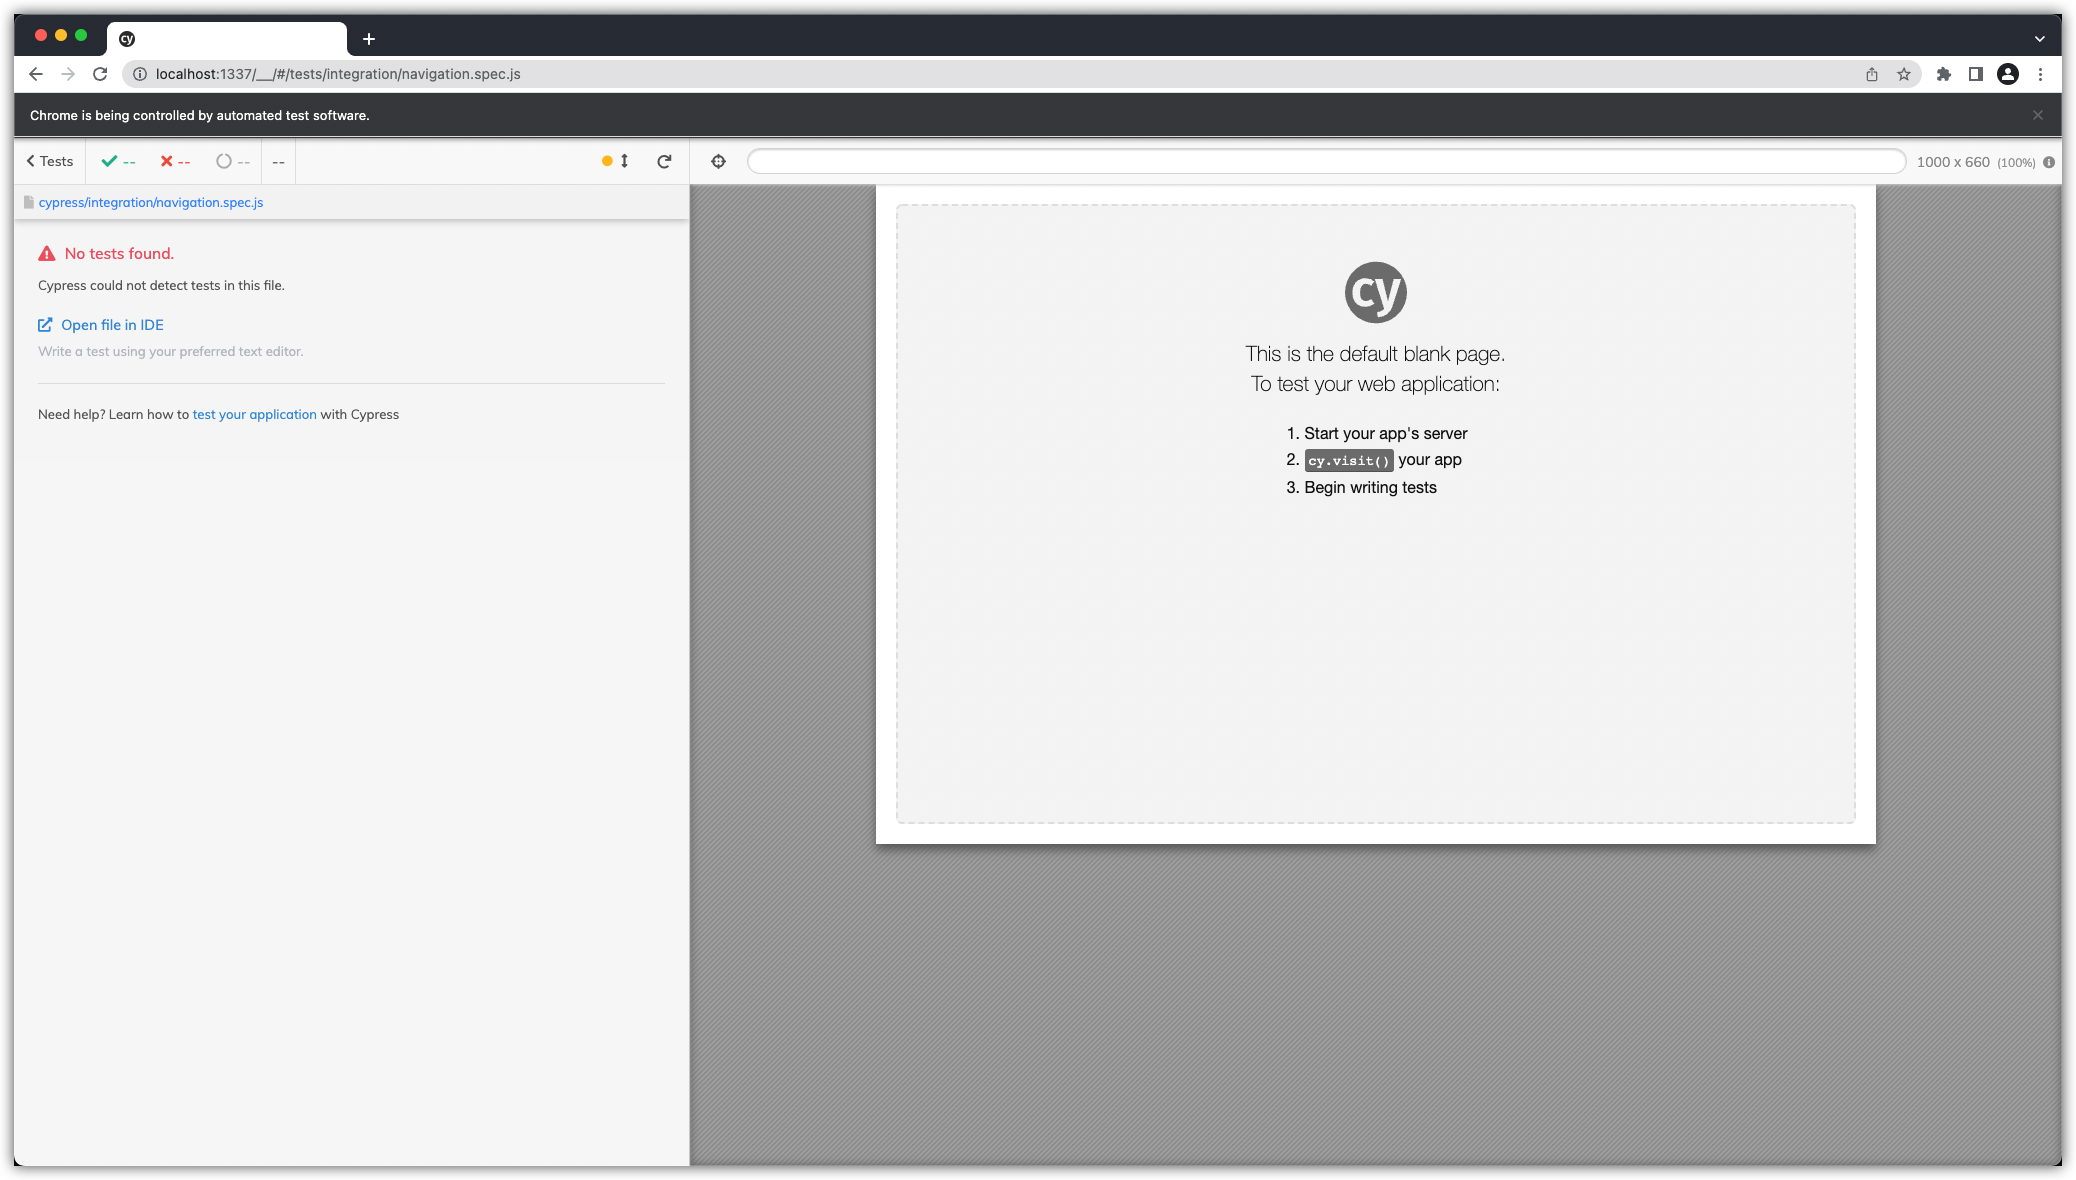 cy
localhost:1337/__/#/tests/integration/navigation.spec.js
Chrome is being controlled by automated test software.
Tests -- -- -- --
1000 x 660 (100%)
cypress/integration/navigation.spec.js
No tests found.
Cypress could not detect tests in this file.
Open file in IDE
Write a test using your preferred text editor.
Need help? Learn how to test your application with Cypress
cy
This is the default blank page.
To test your web application:
1. Start your app's server
2. cy.visit() your app
3. Begin writing tests